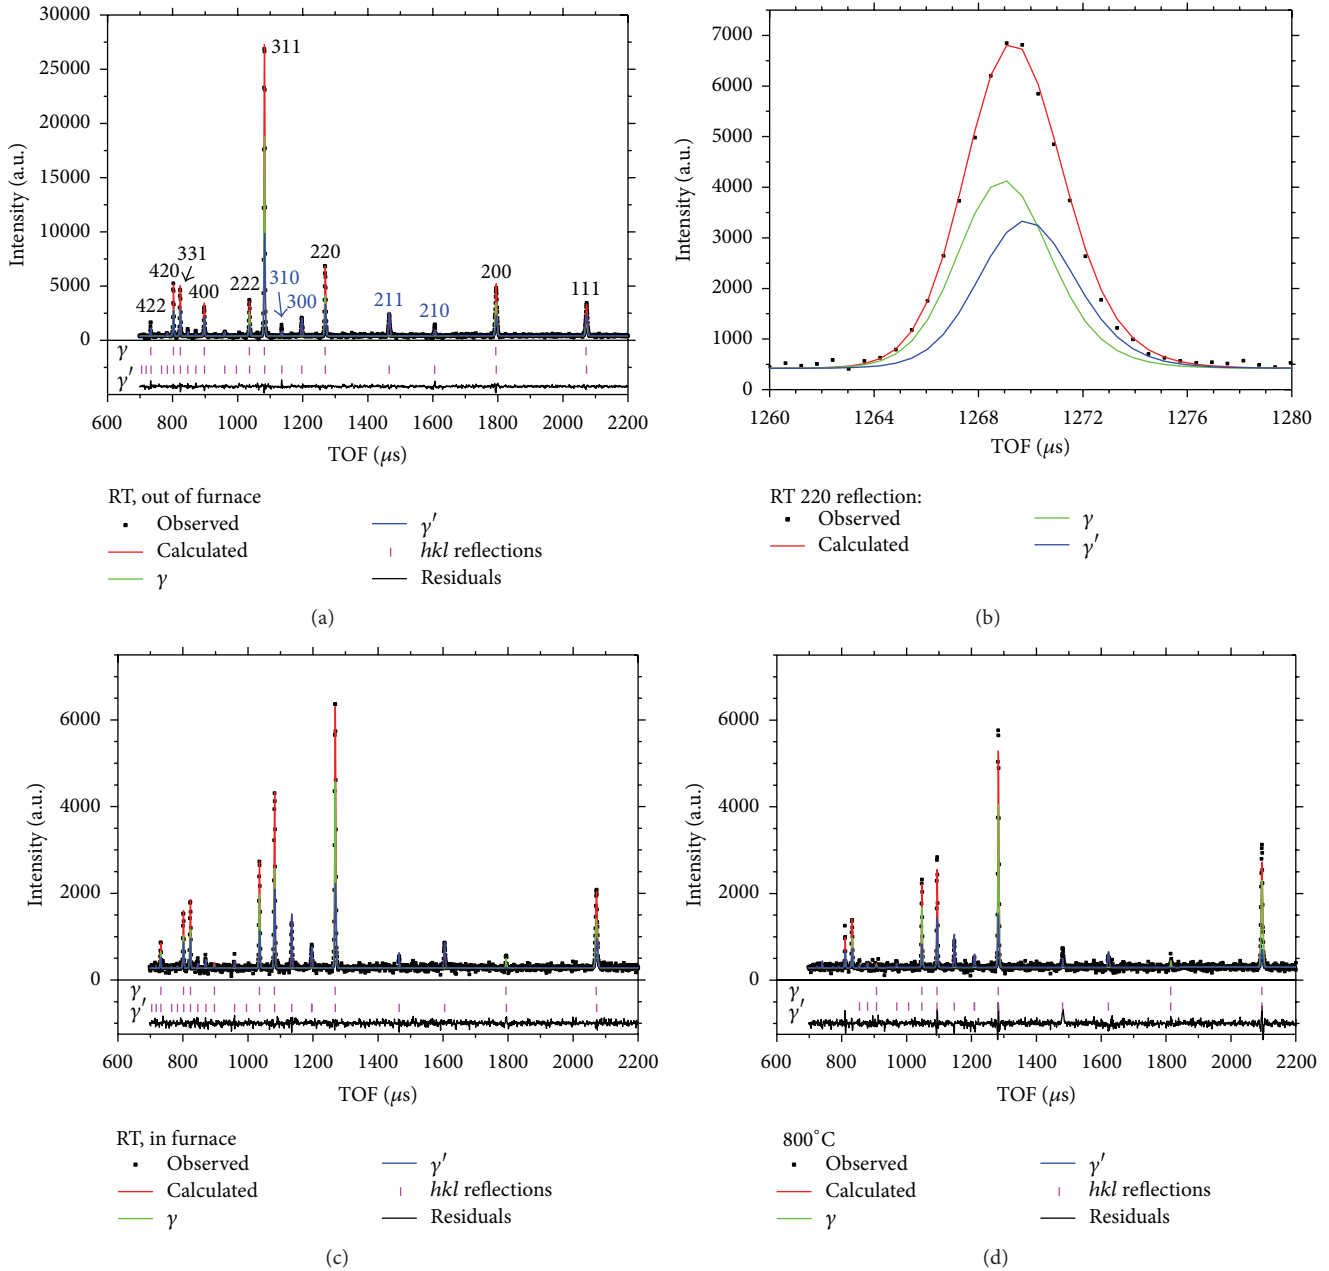 30000
25000
20000
15000
10000
5000
0
Intensity (a.u.)
311
422
420
331
400
222
310
300
220
211
210
200
111
γ
γ′
600 800 1000 1200 1400 1600 1800 2000 2200
TOF (μs)
RT, out of furnace
Observed
Calculated
γ
γ′
hkl reflections
Residuals
(a)
7000
6000
5000
4000
3000
2000
1000
0
Intensity (a.u.)
1260 1264 1268 1272 1276 1280
TOF (μs)
RT 220 reflection:
Observed
Calculated
γ
γ′
(b)
6000
4000
2000
0
Intensity (a.u.)
γ
γ′
600 800 1000 1200 1400 1600 1800 2000 2200
TOF (μs)
RT, in furnace
Observed
Calculated
γ
γ′
hkl reflections
Residuals
(c)
6000
4000
2000
0
Intensity (a.u.)
γ
γ′
600 800 1000 1200 1400 1600 1800 2000 2200
TOF (μs)
800°C
Observed
Calculated
γ
γ′
hkl reflections
Residuals
(d)